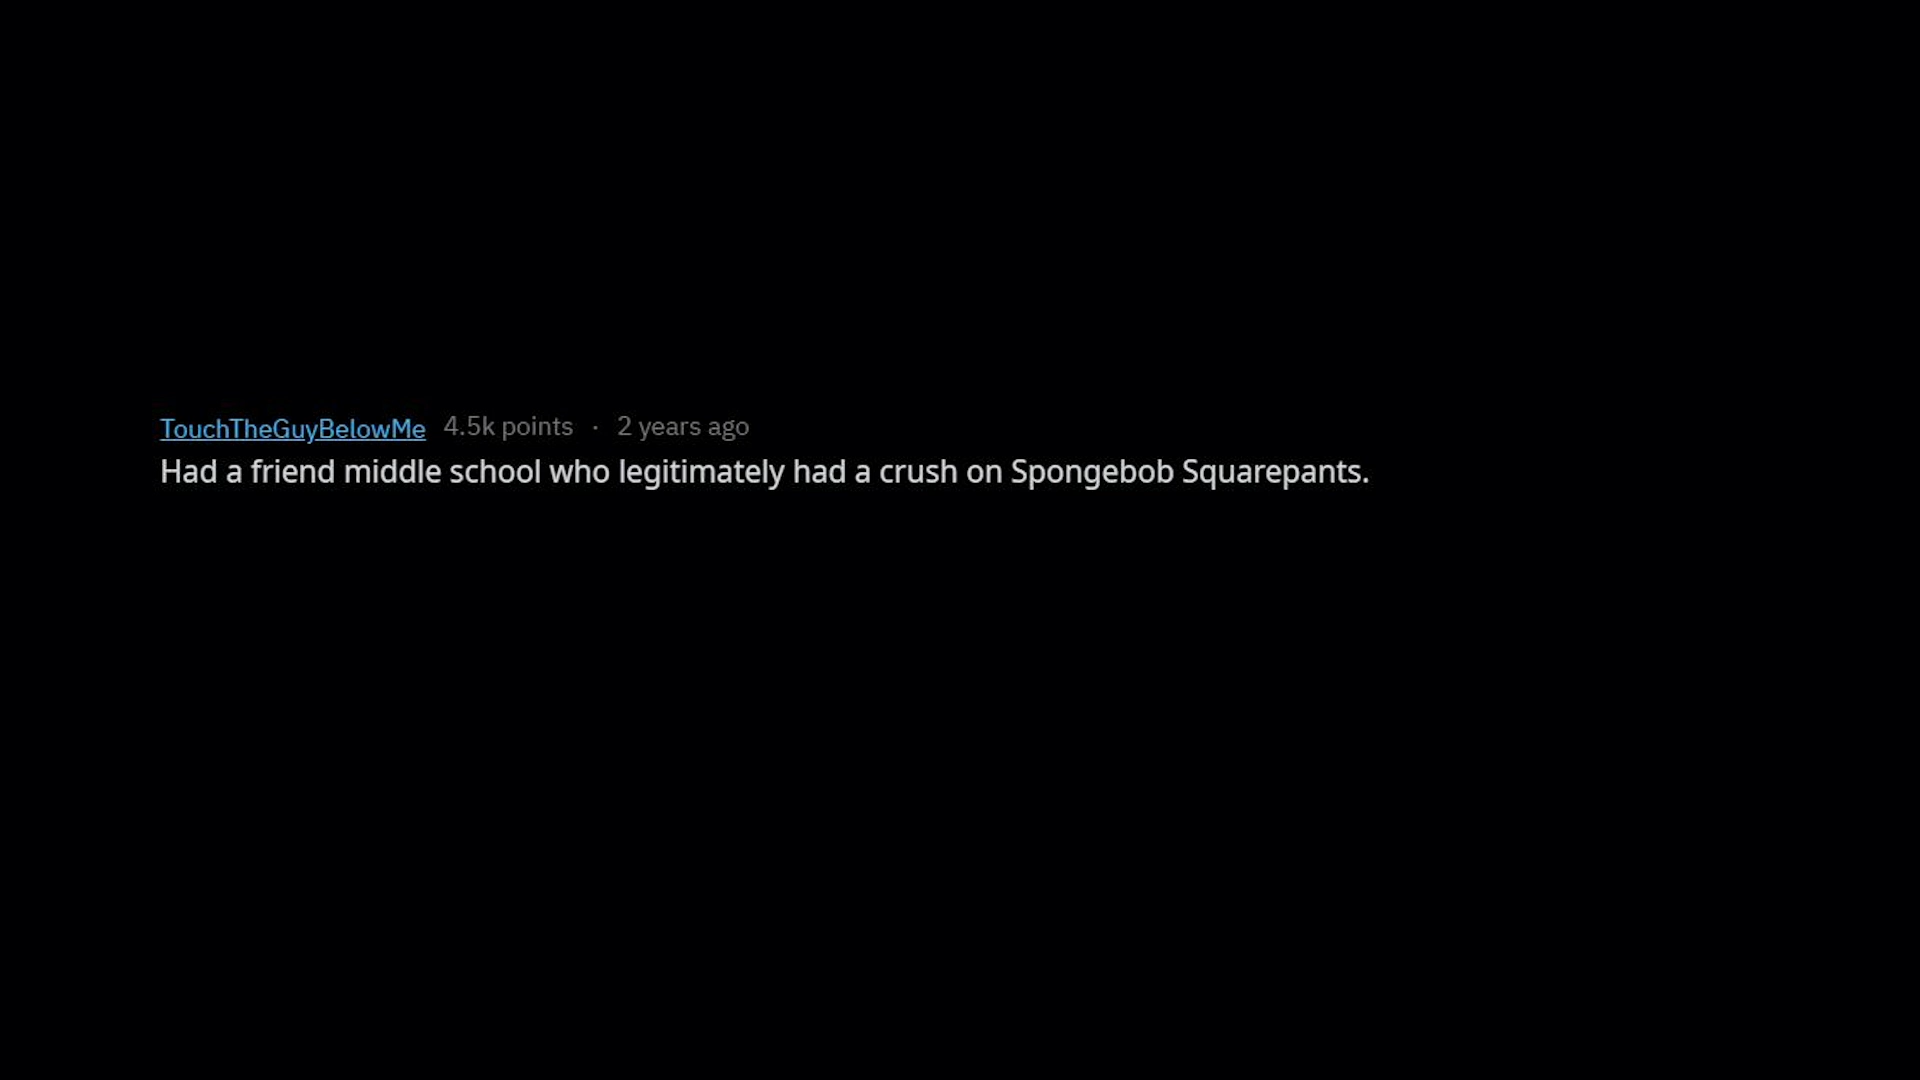 TouchTheGuyBelowMe 4.5k points · 2 years ago
Had a friend middle school who legitimately had a crush on Spongebob Squarepants.